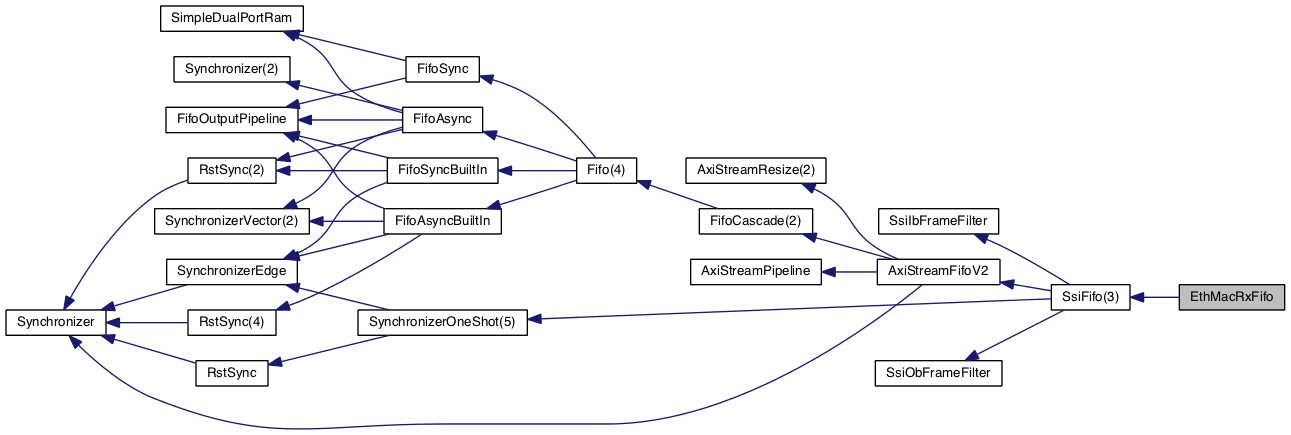 SimpleDualPortRam
Synchronizer(2)
FifoSync
FifoOutputPipeline
FifoAsync
RstSync(2)
FifoSyncBuiltIn
Fifo(4)
AxiStreamResize(2)
SynchronizerVector(2)
FifoAsyncBuiltIn
FifoCascade(2)
SsiIbFrameFilter
SynchronizerEdge
AxiStreamPipeline
AxiStreamFifoV2
SsiFifo(3)
EthMacRxFifo
Synchronizer
RstSync(4)
SynchronizerOneShot(5)
RstSync
SsiObFrameFilter